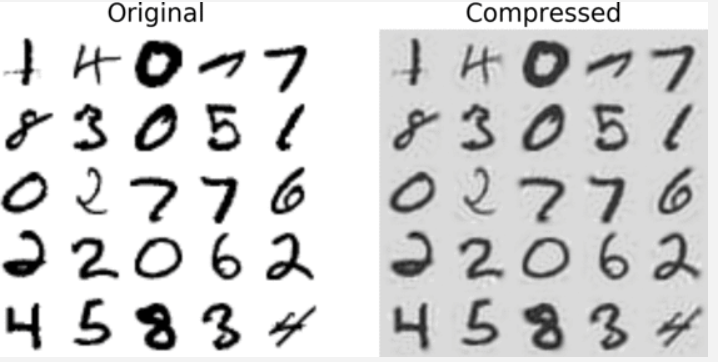 Original Compressed
1 4 0 7 7 1 4 0 7 7
8 3 0 5 1 8 3 0 5 1
0 2 7 7 6 0 2 7 7 6
2 2 0 6 2 2 2 0 6 2
4 5 8 3 4 4 5 8 3 4